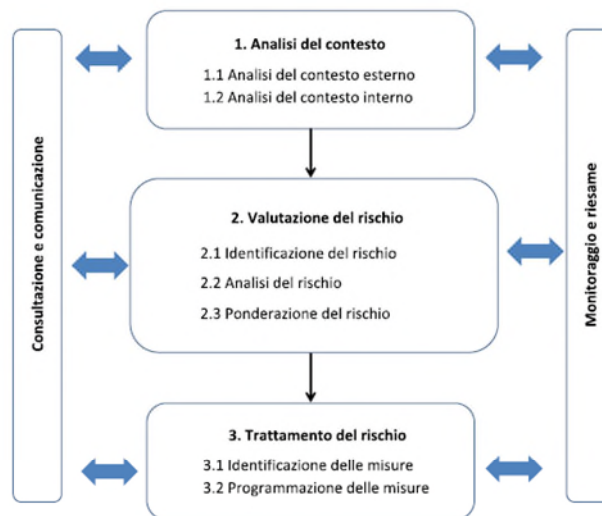 Consultazione e comunicazione
1. Analisi del contesto
1.1 Analisi del contesto esterno
1.2 Analisi del contesto interno
2. Valutazione del rischio
2.1 Identificazione del rischio
2.2 Analisi del rischio
2.3 Ponderazione del rischio
3. Trattamento del rischio
3.1 Identificazione delle misure
3.2 Programmazione delle misure
Monitoraggio e riesame